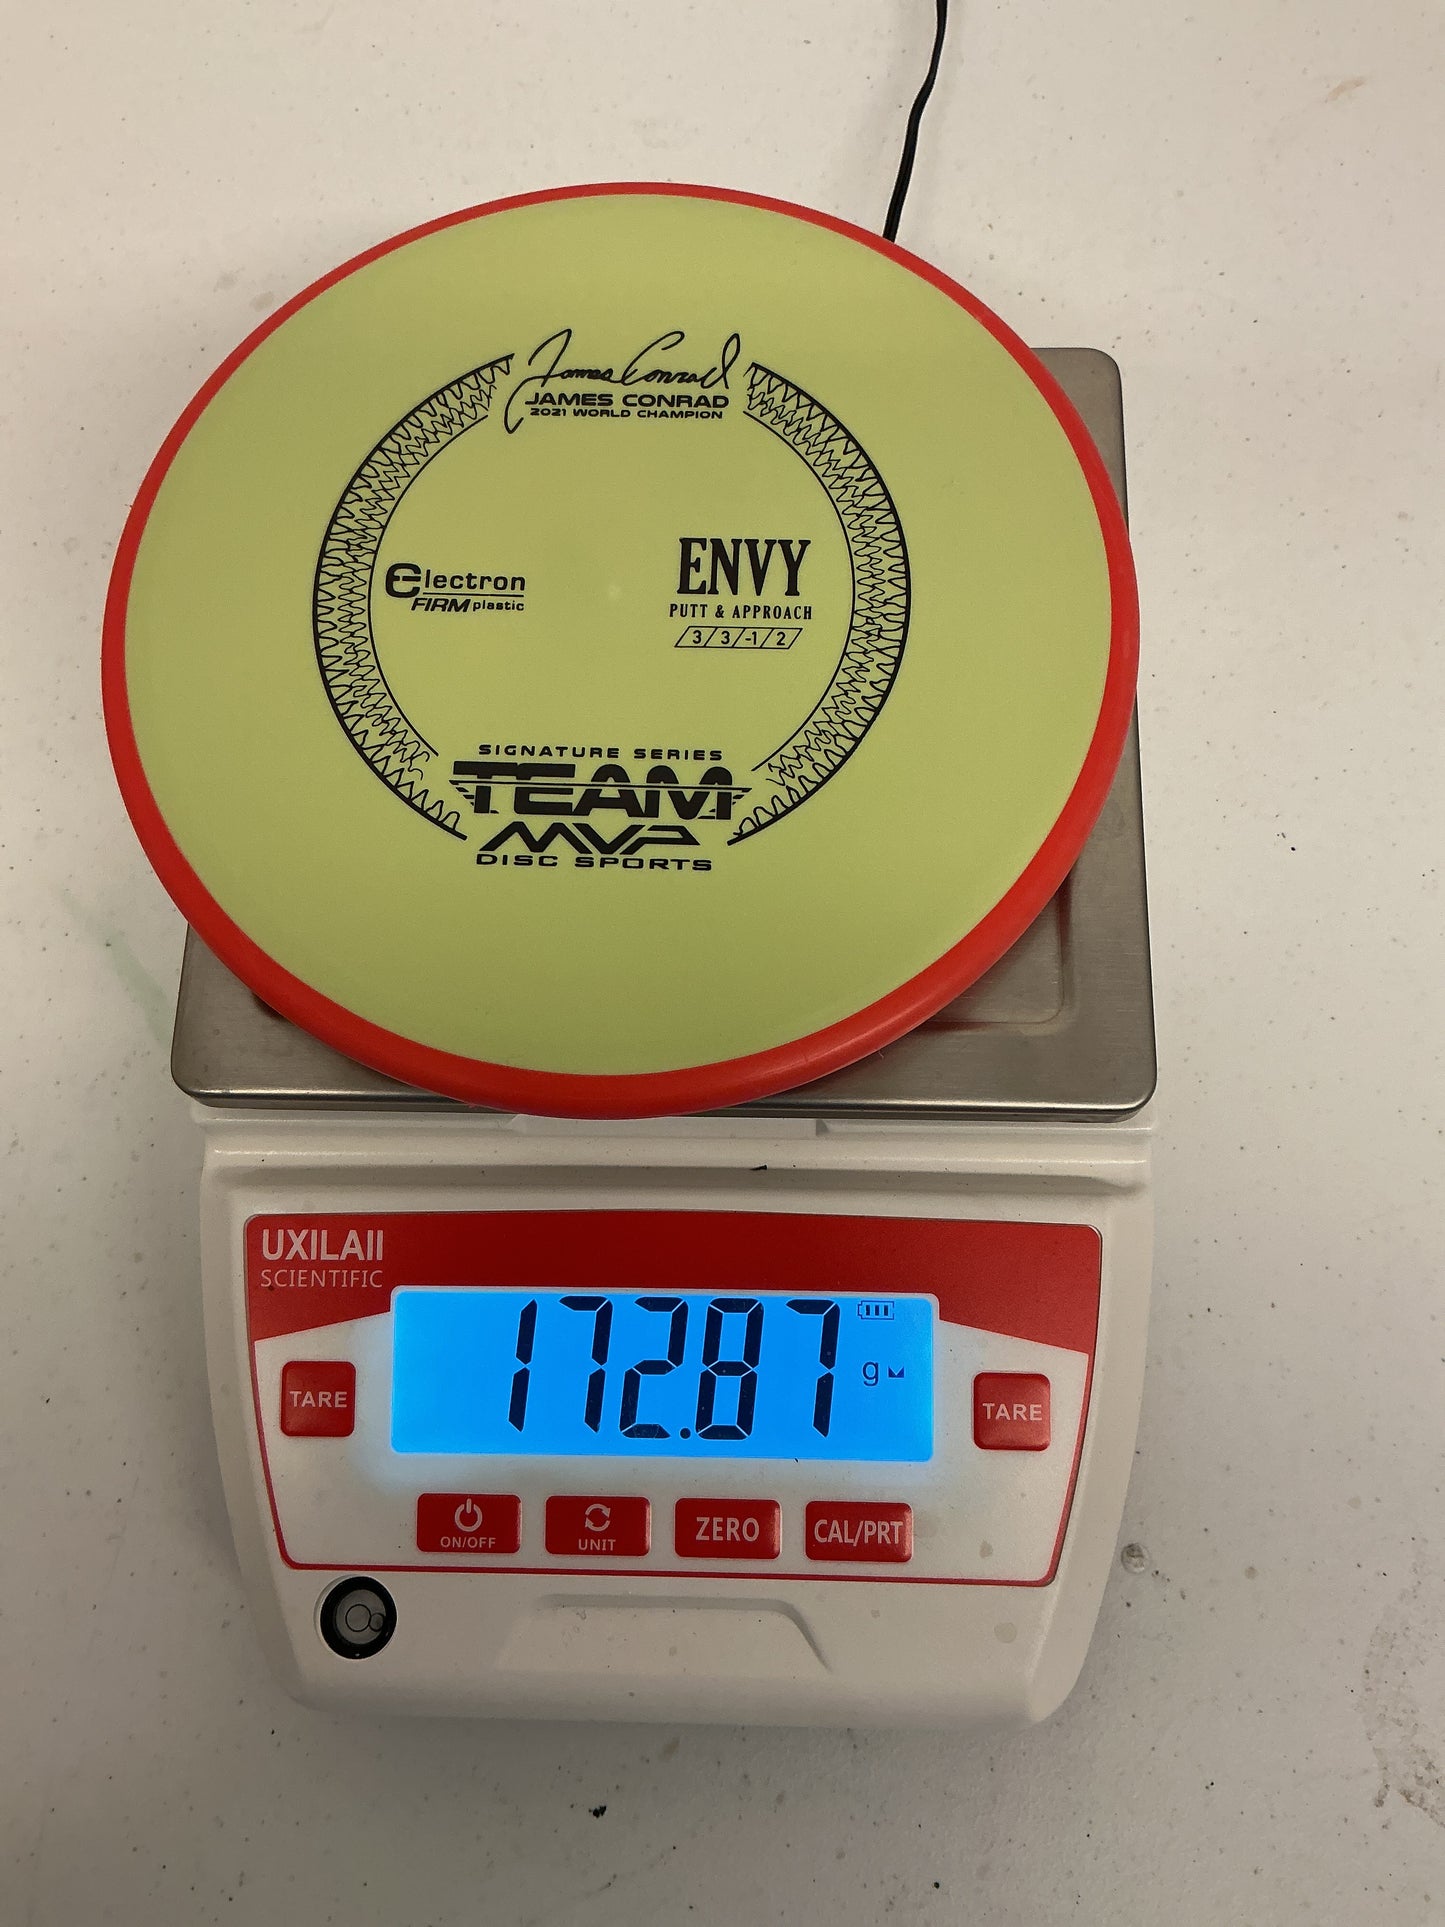 James Conrad
JAMES CONRAD
2021 WORLD CHAMPION
Electron
FIRM plastic
ENVY
PUTT & APPROACH
3 3 -1 2
SIGNATURE SERIES
TEAM
MVP
DISC SPORTS
UXILAII
SCIENTIFIC
172.87
g
TARE
TARE
ON/OFF
UNIT
ZERO
CAL/PRT